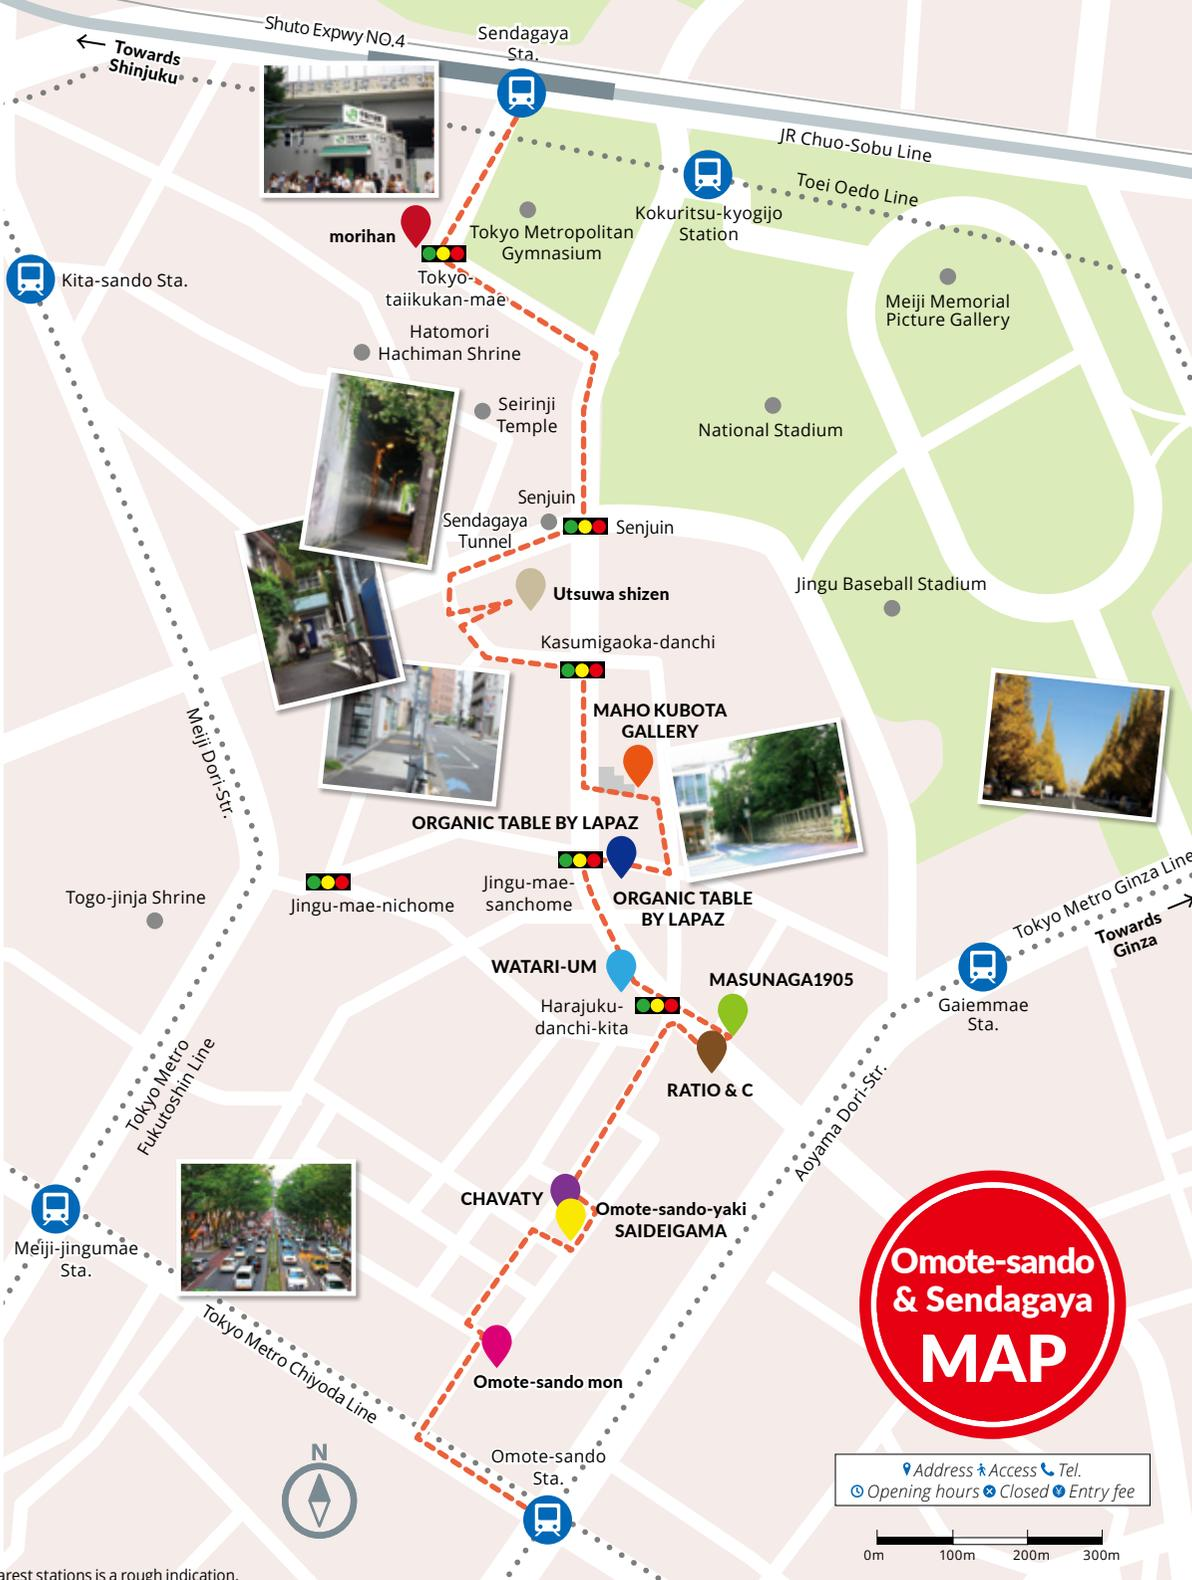 Shuto Expwy NO.4
Sendagaya
Sta.
Towards
Shinjuku
JR Chuo-Sobu Line
Toei Oedo Line
Kokuritsu-kyogijo
Station
morihan
Tokyo Metropolitan
Gymnasium
Tokyo-
taiikukan-mae
Kita-sando Sta.
Meiji Memorial
Picture Gallery
Hatomori
Hachiman Shrine
Seirinji
Temple
National Stadium
Senjuin
Sendagaya
Tunnel
Senjuin
Utsuwa shizen
Jingu Baseball Stadium
Kasumigaoka-danchi
Meiji Dori-Str.
MAHO KUBOTA
GALLERY
ORGANIC TABLE BY LAPAZ
Jingu-mae-
sanchome
ORGANIC TABLE
BY LAPAZ
Togo-jinja Shrine
Jingu-mae-nichome
Tokyo Metro Ginza Line
Towards
Ginza
WATARI-UM
MASUNAGA1905
Harajuku-
danchi-kita
Gaiemmae
Sta.
RATIO & C
Tokyo Metro
Fukutoshin Line
Aoyama Dori-Str.
CHAVATY
Omote-sando-yaki
SAIDEIGAMA
Meiji-jingumae
Sta.
Omote-sando
& Sendagaya
MAP
Tokyo Metro Chiyoda Line
Omote-sando mon
N
Omote-sando
Sta.
Address Access Tel.
Opening hours Closed Entry fee
0m 100m 200m 300m
arest stations is a rough indication.